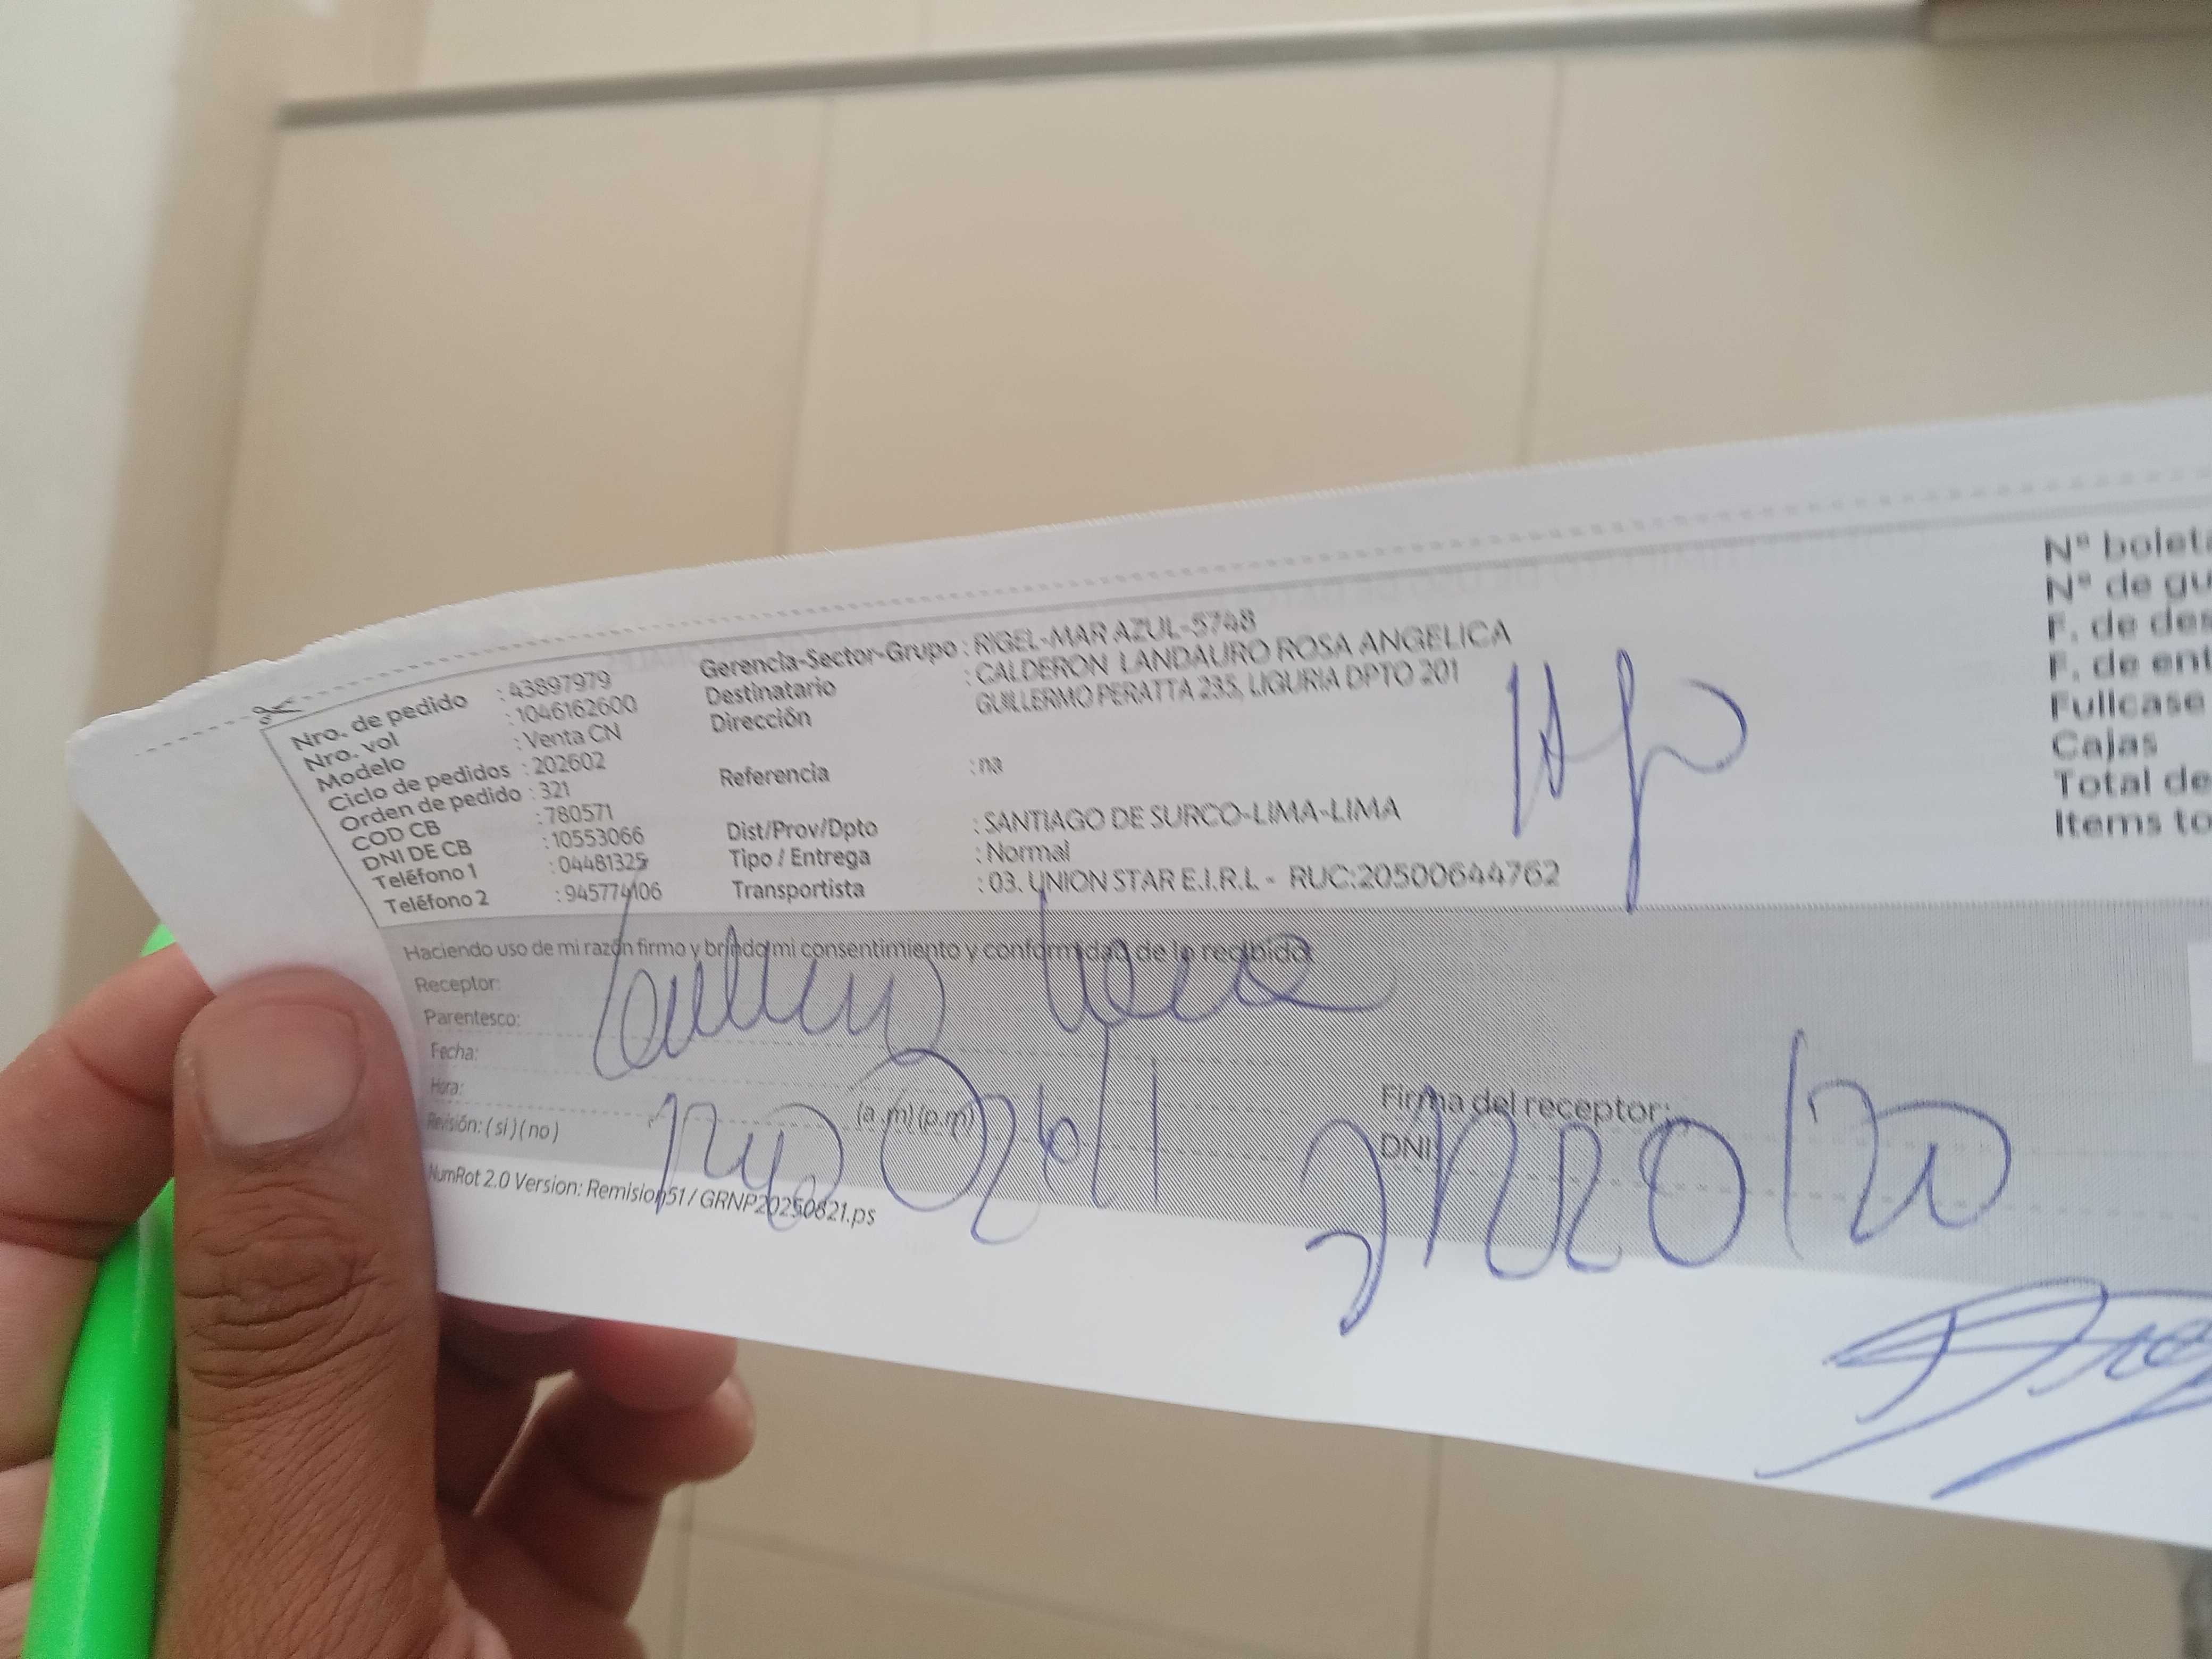 Nro. de pedido : 43897979
Nro. vol : 1046162600
Modelo : Venta CN
Ciclo de pedidos : 202602
Orden de pedido : 321
COD CB : 780571
DNI DE CB : 10553066
Teléfono 1 : 04481325
Teléfono 2 : 945774106
Gerencia-Sector-Grupo : RIGEL-MAR AZUL-5748
Destinatario : CALDERON LANDAURO ROSA ANGELICA
Dirección GUILLERMO PERATTA 235, LIGURIA DPTO 201
Referencia : na
Dist/Prov/Dpto : SANTIAGO DE SURCO-LIMA-LIMA
Tipo / Entrega : Normal
Transportista : 03. UNION STAR E.I.R.L - RUC:20500644762
Nº boleta
Nº de gu
F. de des
F. de ent
Fullcase
Cajas
Total de
Items to
Haciendo uso de mi razón firmo y brindo mi consentimiento y conformidad de lo recibido.
Receptor:
Parentesco:
Fecha:
Hora: (a.m) (p.m)
Revisión: ( si ) ( no )
Firma del receptor:
DNI:
NumRot 2.0 Version: Remision51 / GRNP20250821.ps